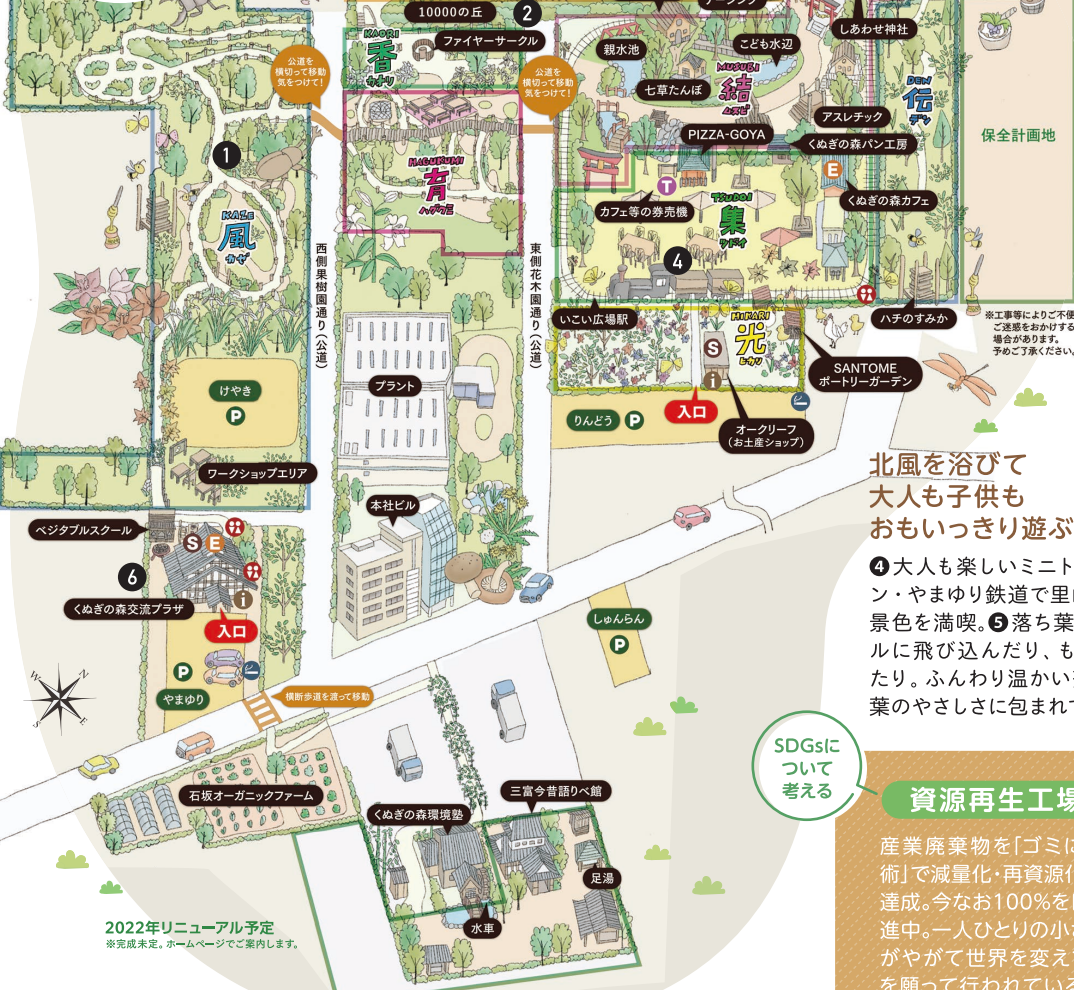 10000の丘
2
しあわせ神社
KAORI
香
カオリ
ファイヤーサークル
公道を
横切って移動
気をつけて!
公道を
横切って移動
気をつけて!
親水池
こども水辺
MUSUBI
結
ムスビ
七草たんぼ
DEN
伝
デン
アスレチック
保全計画地
PIZZA-GOYA
くぬぎの森パン工房
1
HAGUKUMI
育
ハグクミ
T
E
カフェ等の券売機
TSUDOI
集
ツドイ
くぬぎの森カフェ
KAZE
風
かぜ
西側果樹園通り(公道)
東側花木園通り(公道)
4
いこい広場駅
HIKARI
光
ヒカリ
ハチのすみか
※工事等によりご不便
ご迷惑をおかけする
場合があります。
予めご了承ください。
S
i
SANTOME
ポートリーガーデン
けやき
P
プラント
りんどう P
入口
オークリーフ
(お土産ショップ)
ワークショップエリア
本社ビル
北風を浴びて
大人も子供も
おもいっきり遊ぶ
ベジタブルスクール
S E
6
くぬぎの森交流プラザ
i
入口
しゅんらん
P
❹大人も楽しいミニト
ン・やまゆり鉄道で里
景色を満喫。❺落ち葉
ルに飛び込んだり、も
たり。ふんわり温かい
葉のやさしさに包まれて
P
やまゆり
横断歩道を渡って移動
W N
S E
SDGsに
ついて
考える
石坂オーガニックファーム
三富今昔語りべ館
くぬぎの森環境塾
足湯
水車
資源再生工場
産業廃棄物を「ゴミに
術」で減量化・再資源化
達成。今なお100%を
進中。一人ひとりの小
がやがて世界を変え
を願って行われている
2022年リニューアル予定
※完成未定。ホームページでご案内します。